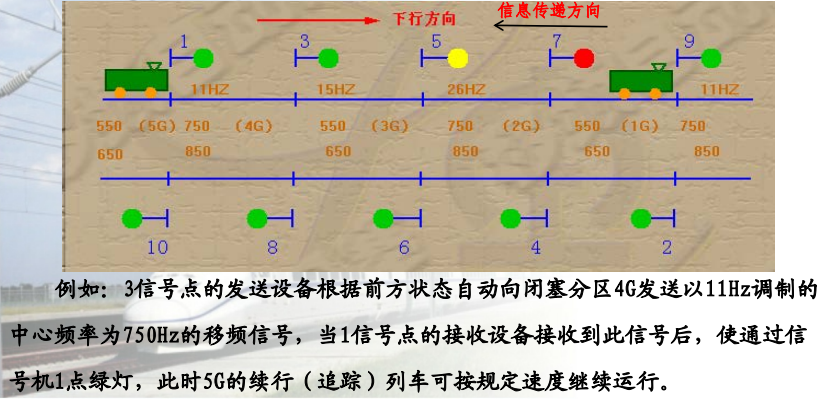 下行方向 信息传递方向
1 3 5 7 9
11HZ 15HZ 26HZ 11HZ
550 (5G) 750 (4G) 550 (3G) 750 (2G) 550 (1G) 750
650 850 650 850 650 850
10 8 6 4 2
例如: 3信号点的发送设备根据前方状态自动向闭塞分区4G发送以11Hz调制的
中心频率为750Hz的移频信号，当1信号点的接收设备接收到此信号后，使通过信
号机1点绿灯，此时5G的续行（追踪）列车可按规定速度继续运行。